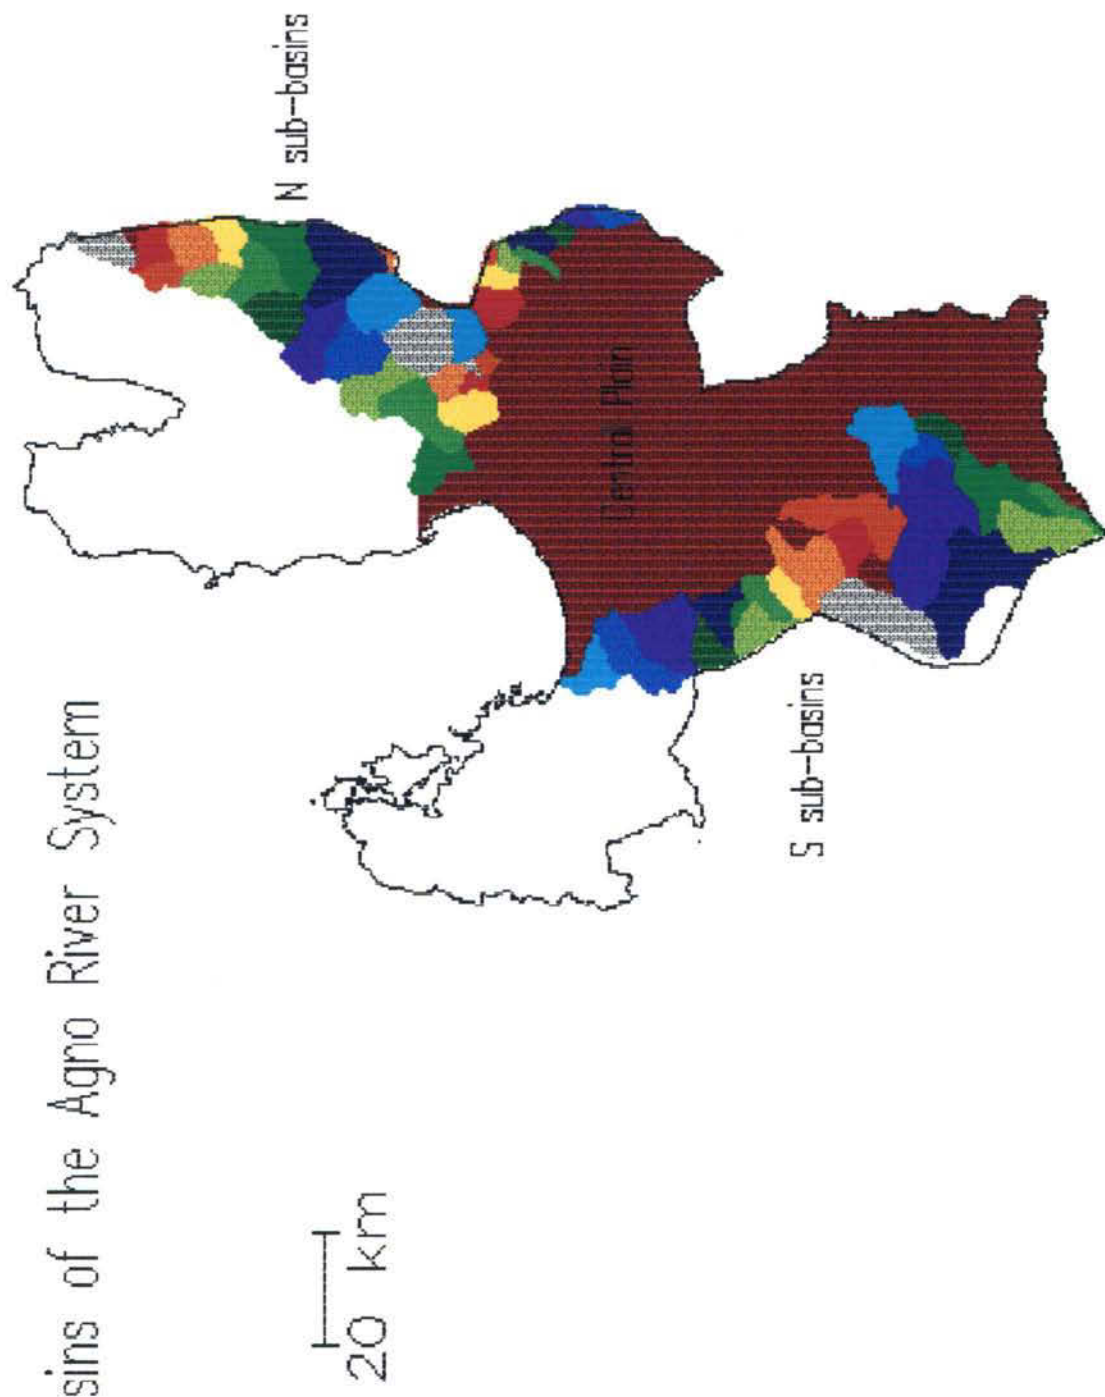 sins of the Agno River System
20 km
N sub-basins
Central Plain
S sub-basins